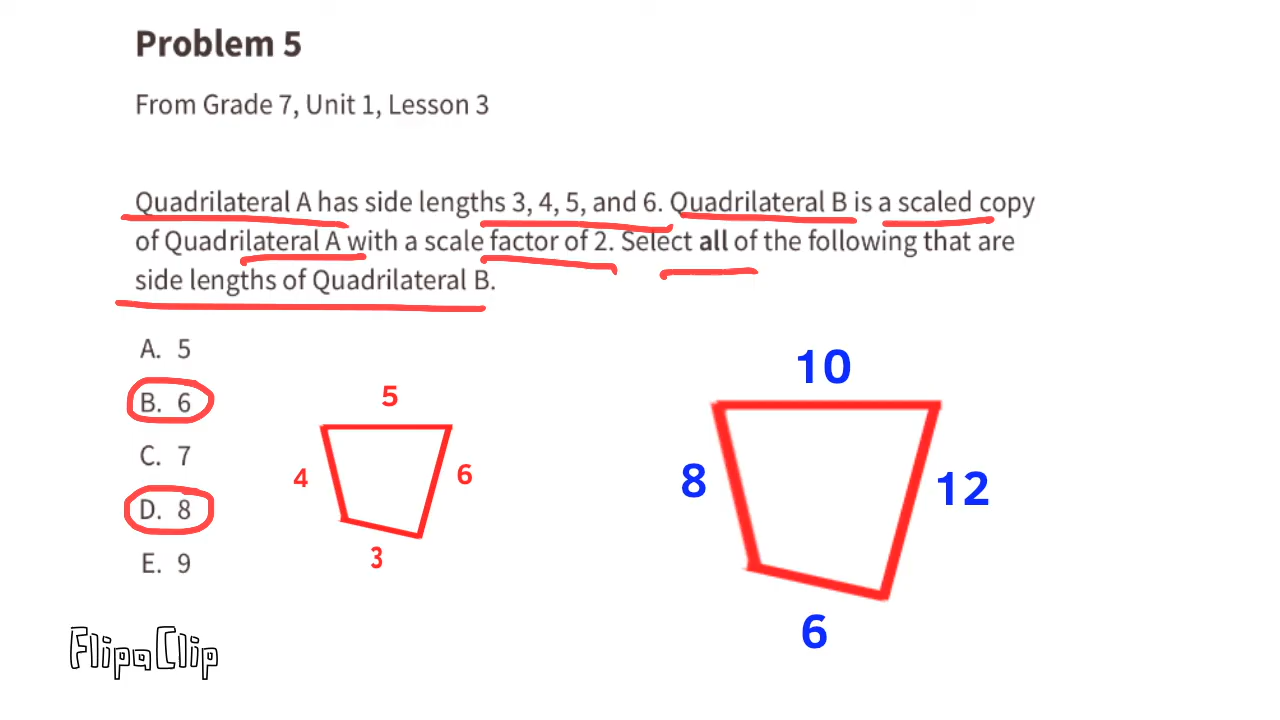 Problem 5
From Grade 7, Unit 1, Lesson 3
Quadrilateral A has side lengths 3, 4, 5, and 6. Quadrilateral B is a scaled copy
of Quadrilateral A with a scale factor of 2. Select all of the following that are
side lengths of Quadrilateral B.
A. 5
B. 6
C. 7
D. 8
E. 9
5
4
6
3
10
8
12
6
FlipaClip